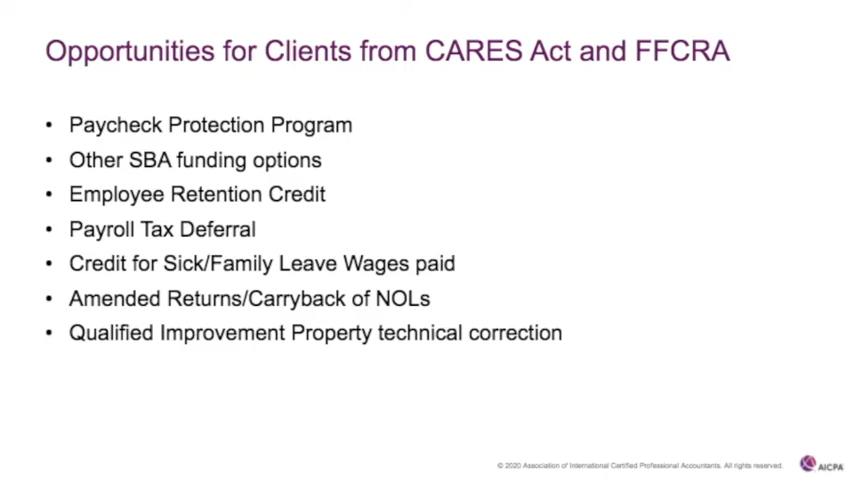 Opportunities for Clients from CARES Act and FFCRA
• Paycheck Protection Program
• Other SBA funding options
• Employee Retention Credit
• Payroll Tax Deferral
• Credit for Sick/Family Leave Wages paid
• Amended Returns/Carryback of NOLs
• Qualified Improvement Property technical correction
© 2020 Association of International Certified Professional Accountants. All rights reserved.
AICPA